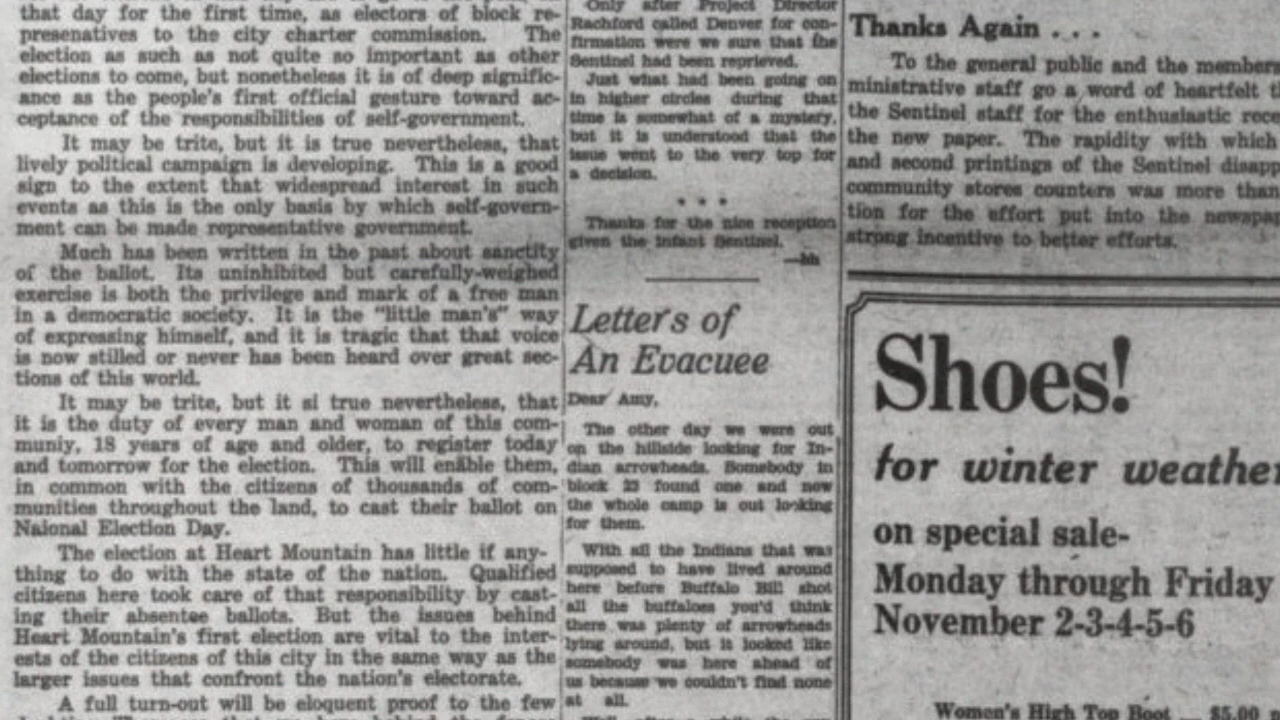 that day for the first time, as electors of block re-
presenatives to the city charter commission. The
election as such as not quite so important as other
elections to come, but nonetheless it is of deep signific-
ance as the people's first official gesture toward ac-
ceptance of the responsibilities of self-government.
It may be trite, but it is true nevertheless, that
lively political campaign is developing. This is a good
sign to the extent that widespread interest in such
events as this is the only basis by which self-govern-
ment can be made representative government.
Much has been written in the past about sanctity
of the ballot. Its uninhibited but carefully-weighed
exercise is both the privilege and mark of a free man
in a democratic society. It is the "little man's" way
of expressing himself, and it is tragic that that voice
is now stilled or never has been heard over great sec-
tions of this world.
It may be trite, but it si true nevertheless, that
it is the duty of every man and woman of this com-
muniy, 18 years of age and older, to register today
and tomorrow for the election. This will enable them,
in common with the citizens of thousands of com-
munities throughout the land, to cast their ballot on
Naional Election Day.
The election at Heart Mountain has little if any-
thing to do with the state of the nation. Qualified
citizens here took care of that responsibility by cast-
ing their absentee ballots. But the issues behind
Heart Mountain's first election are vital to the inter-
ests of the citizens of this city in the same way as the
larger issues that confront the nation's electorate.
A full turn-out will be eloquent proof to the few
Only after Project Director
Rachford called Denver for con-
firmation were we sure that the
Sentinel had been reprieved.
Just what had been going on
in higher circles during that
time is somewhat of a mystery,
but it is understood that the
issue went to the very top for
a decision.
* * *
Thanks for the nice reception
given the infant Sentinel.
—hh
Letters of
An Evacuee
Dear Amy,
The other day we were out
on the hillside looking for In-
dian arrowheads. Somebody in
block 23 found one and now
the whole camp is out looking
for them.
With all the Indians that was
supposed to have lived around
here before Buffalo Bill shot
all the buffaloes you'd think
there was plenty of arrowheads
lying around, but it looked like
somebody was here ahead of
us because we couldn't find none
at all.
Thanks Again . . .
To the general public and the members
ministrative staff go a word of heartfelt
the Sentinel staff for the enthusiastic rece
the new paper. The rapidity with which
and second printings of the Sentinel disapp
community stores counters was more than
tion for the effort put into the newspap
strong incentive to better efforts.
Shoes!
for winter weathe
on special sale-
Monday through Friday
November 2-3-4-5-6
Women's High Top Boot $5.00